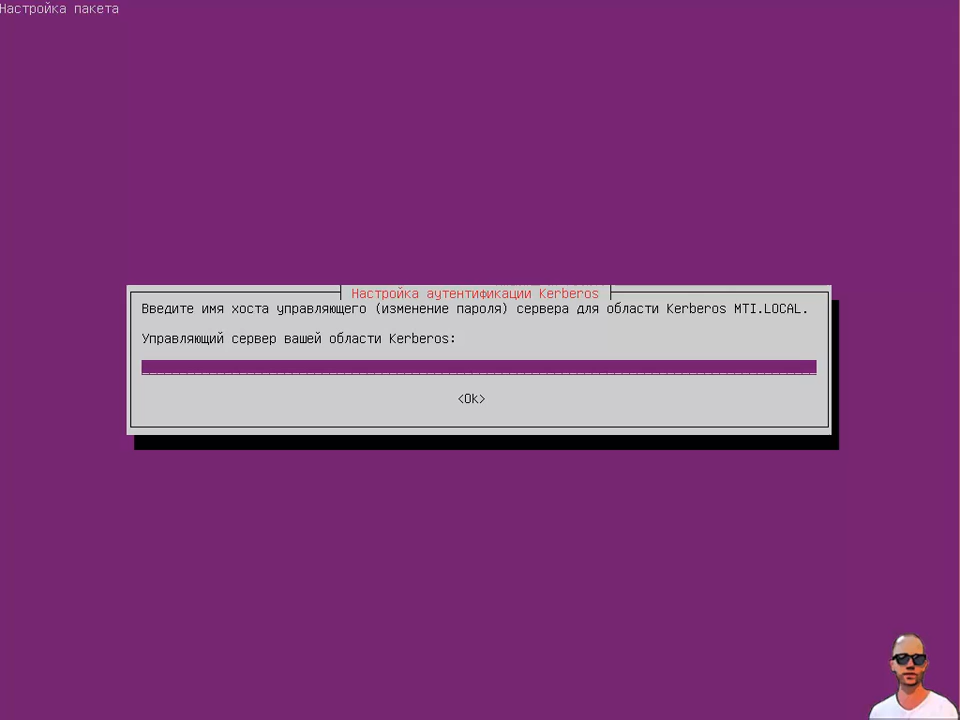 Настройка пакета
Настройка аутентификации Kerberos
Введите имя хоста управляющего (изменение пароля) сервера для области Kerberos MTI.LOCAL.
Управляющий сервер вашей области Kerberos:
<Ok>